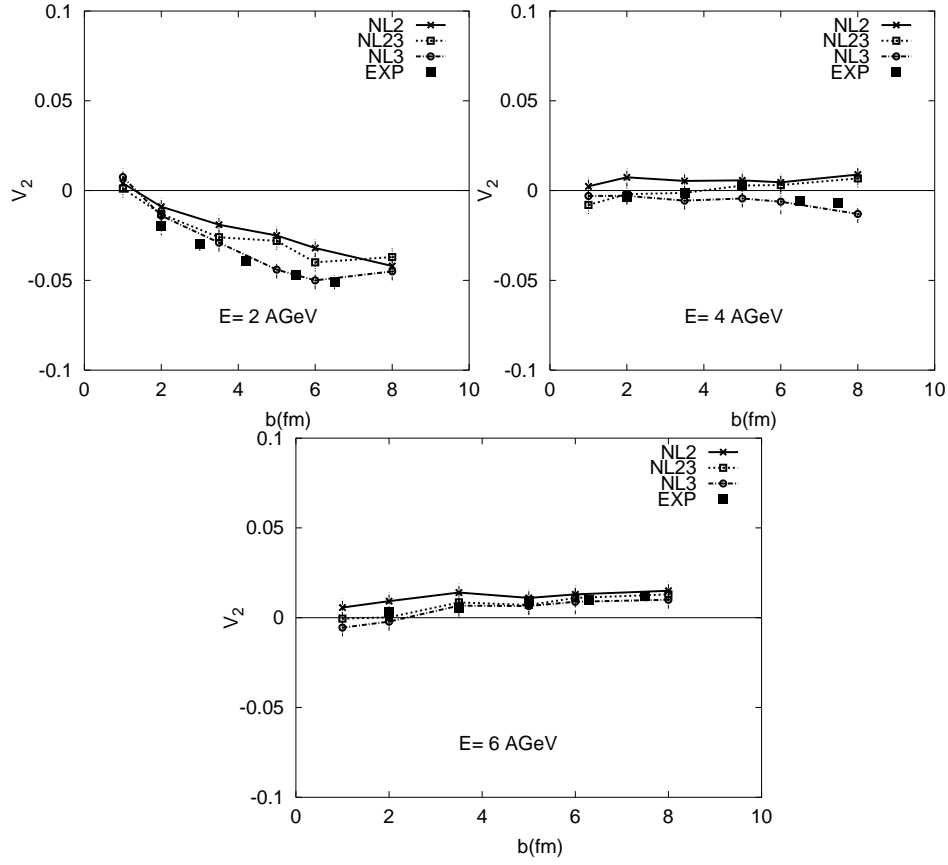 0.1
0.05
0
-0.05
-0.1
V2
NL2
NL23
NL3
EXP
E= 2 AGeV
0 2 4 6 8 10
b(fm)
0.1
0.05
0
-0.05
-0.1
V2
NL2
NL23
NL3
EXP
E= 4 AGeV
0 2 4 6 8 10
b(fm)
0.1
0.05
0
-0.05
-0.1
V2
NL2
NL23
NL3
EXP
E= 6 AGeV
0 2 4 6 8 10
b(fm)